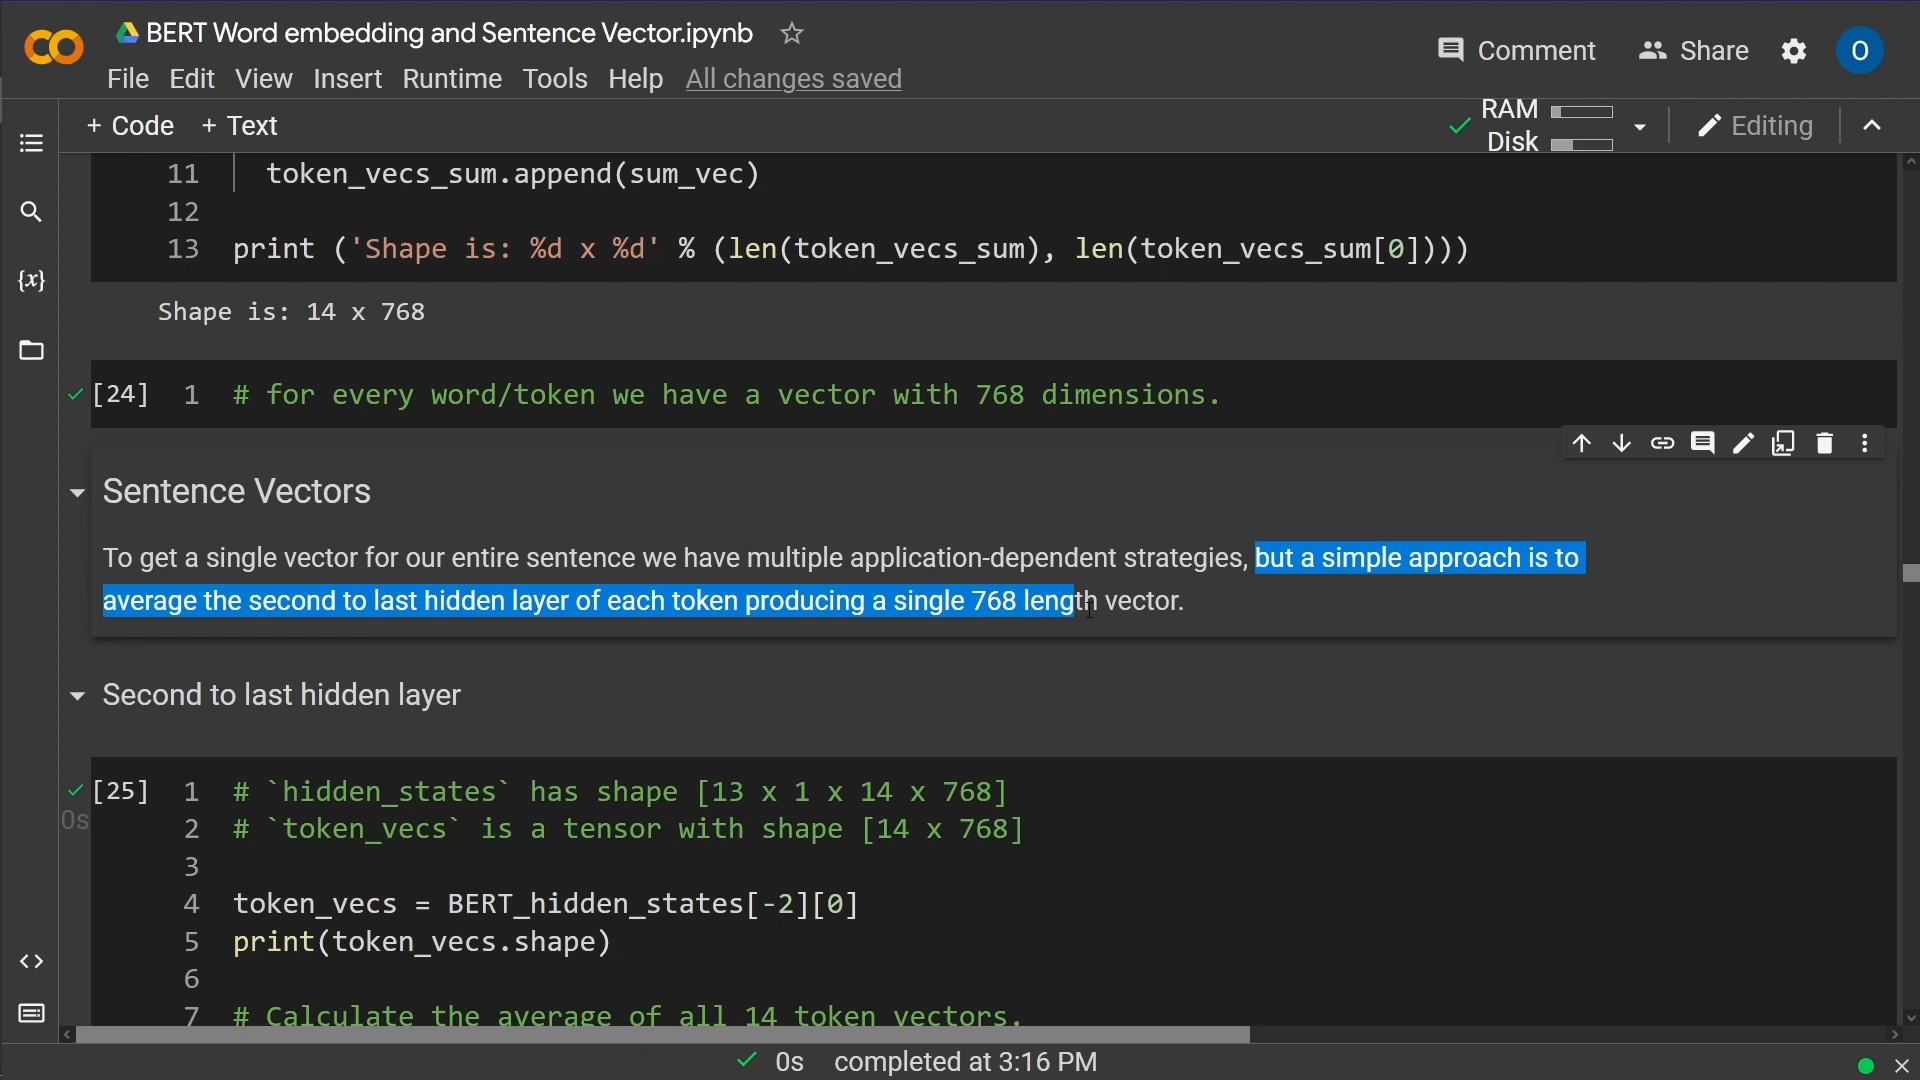 BERT Word embedding and Sentence Vector.ipynb
Comment Share O
File Edit View Insert Runtime Tools Help All changes saved
+ Code + Text
RAM
Disk
Editing
11 token_vecs_sum.append(sum_vec)
12
13 print ('Shape is: %d x %d' % (len(token_vecs_sum), len(token_vecs_sum[0])))
Shape is: 14 x 768
{x}
[24] 1 # for every word/token we have a vector with 768 dimensions.
Sentence Vectors
To get a single vector for our entire sentence we have multiple application-dependent strategies, but a simple approach is to
average the second to last hidden layer of each token producing a single 768 length vector.
Second to last hidden layer
[25] 1 # `hidden_states` has shape [13 x 1 x 14 x 768]
0s
2 # `token_vecs` is a tensor with shape [14 x 768]
3
4 token_vecs = BERT_hidden_states[-2][0]
5 print(token_vecs.shape)
6
7 # Calculate the average of all 14 token vectors.
0s completed at 3:16 PM